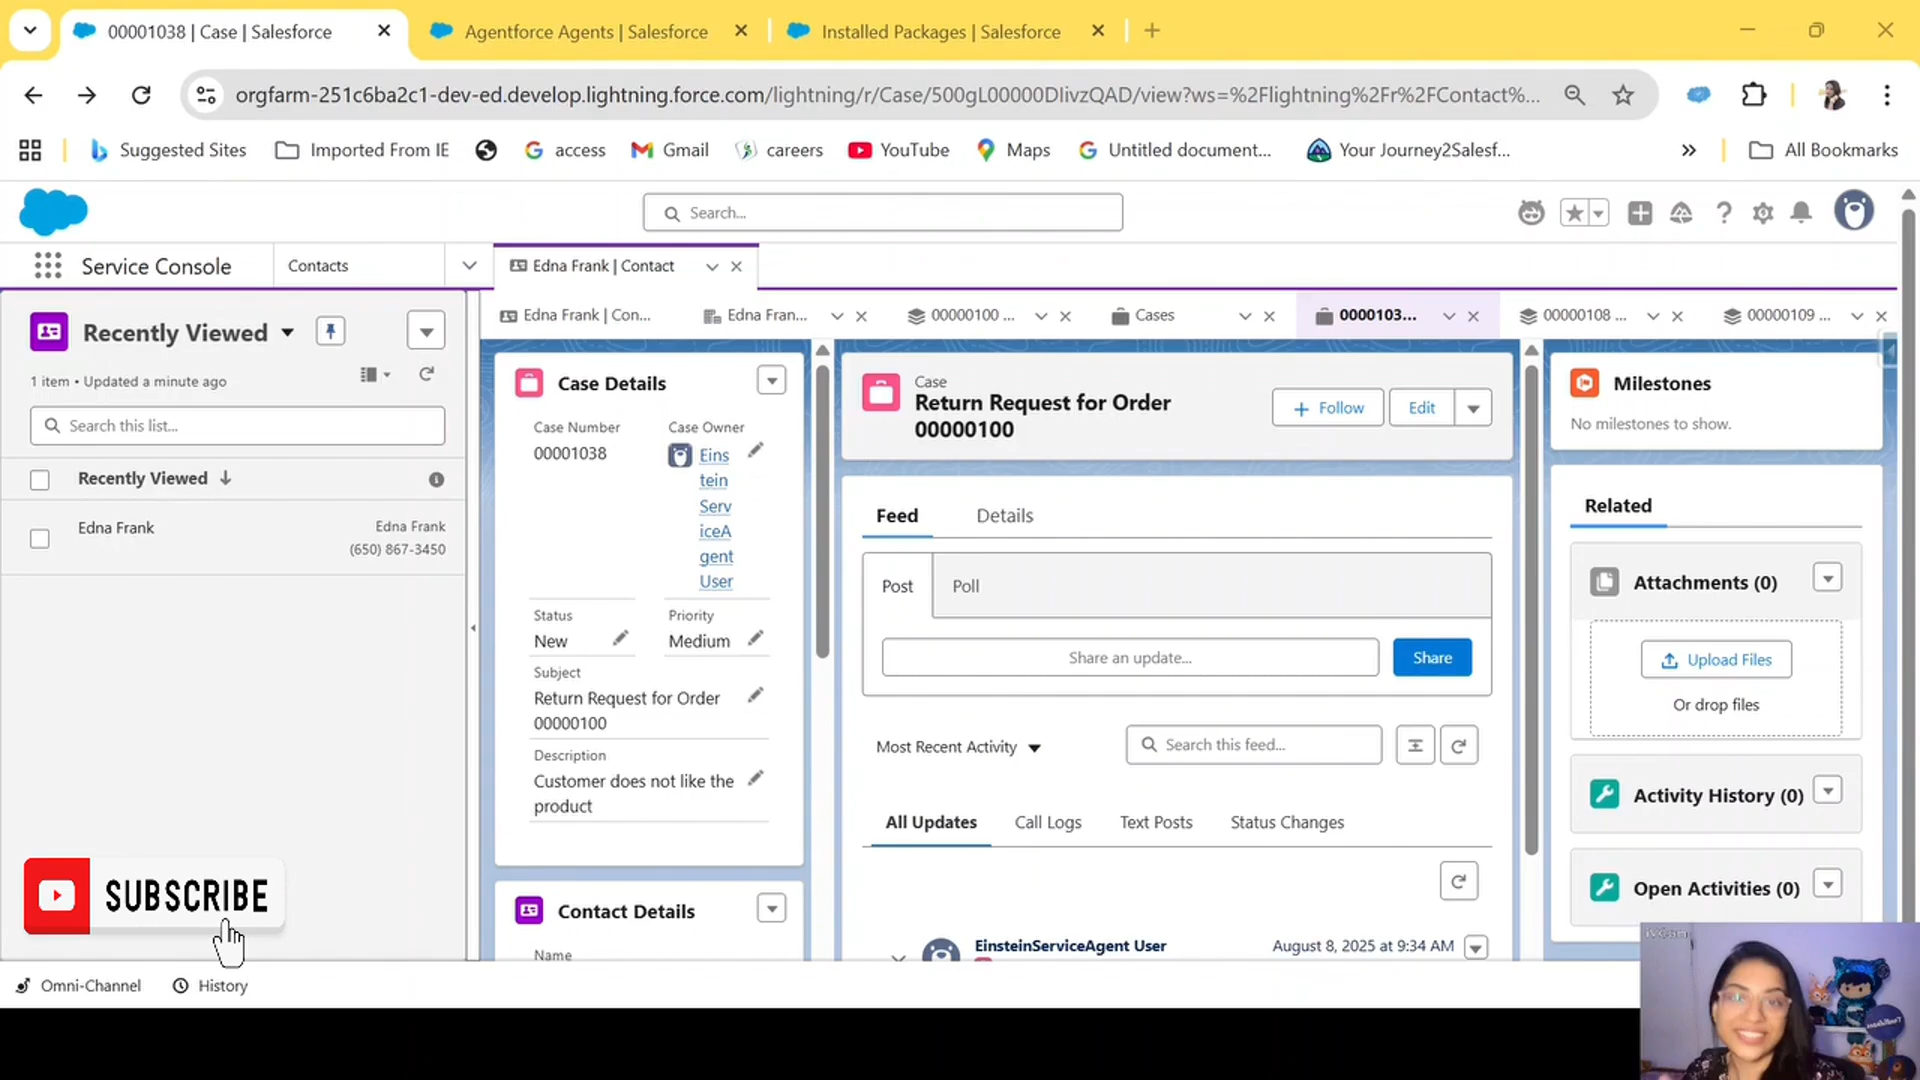 00001038 | Case | Salesforce
Agentforce Agents | Salesforce
Installed Packages | Salesforce
orgfarm-251c6ba2c1-dev-ed.develop.lightning.force.com/lightning/r/Case/500gL00000DIivzQAD/view?ws=%2Flightning%2Fr%2FContact%...
Suggested Sites
Imported From IE
access
Gmail
careers
YouTube
Maps
Untitled document...
Your Journey2Salesf...
All Bookmarks
Search...
Service Console
Contacts
Edna Frank | Contact
Recently Viewed
1 item • Updated a minute ago
Search this list...
Recently Viewed
Edna Frank
Edna Frank
(650) 867-3450
Edna Frank | Con...
Edna Fran...
00000100 ...
Cases
0000103...
00000108 ...
00000109 ...
Case Details
Case Number
00001038
Case Owner
Eins
tein
Serv
iceA
gent
User
Status
New
Priority
Medium
Subject
Return Request for Order
00000100
Description
Customer does not like the
product
Contact Details
Name
Case
Return Request for Order
00000100
Follow
Edit
Feed
Details
Post
Poll
Share an update...
Share
Most Recent Activity
Search this feed...
All Updates
Call Logs
Text Posts
Status Changes
EinsteinServiceAgent User
August 8, 2025 at 9:34 AM
Milestones
No milestones to show.
Related
Attachments (0)
Upload Files
Or drop files
Activity History (0)
Open Activities (0)
SUBSCRIBE
Omni-Channel
History